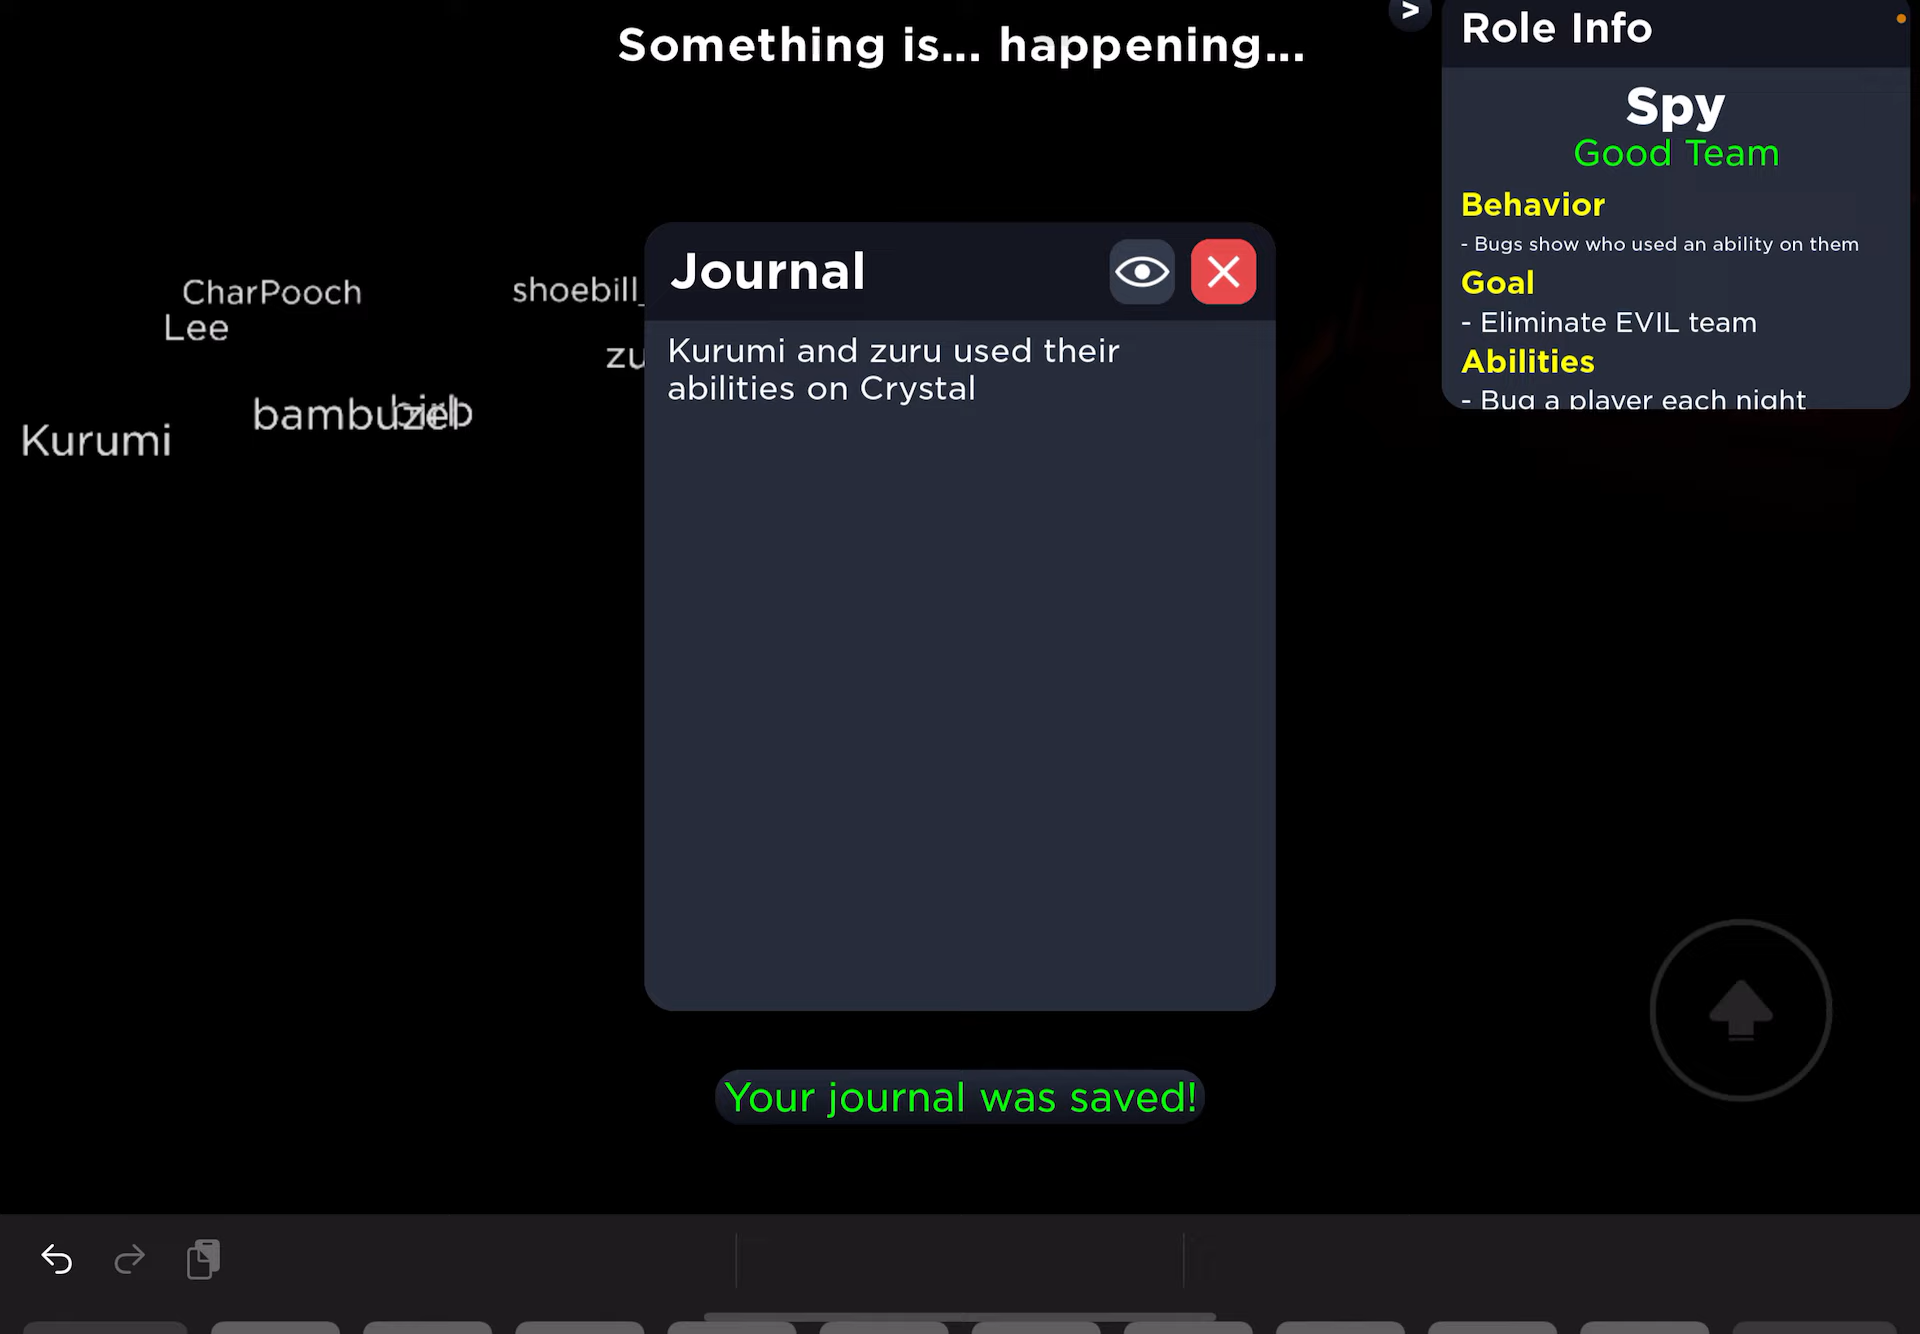 Something is... happening...
>
Role Info
Spy
Good Team
Behavior
- Bugs show who used an ability on them
Goal
- Eliminate EVIL team
Abilities
- Bug a player each night
CharPooch
Lee
shoebill_
zu
bambuzel
birb
Kurumi
Journal
Kurumi and zuru used their
abilities on Crystal
Your journal was saved!